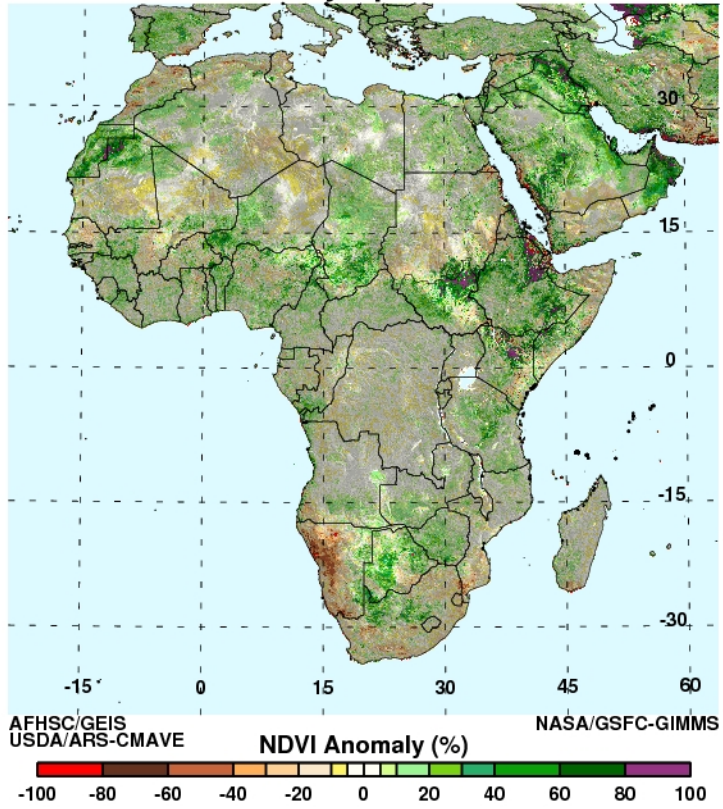 30
15
0
-15
-30
-15 0 15 30 45 60
AFHSC/GEIS NASA/GSFC-GIMMS
USDA/ARS-CMAVE
NDVI Anomaly (%)
-100 -80 -60 -40 -20 0 20 40 60 80 100